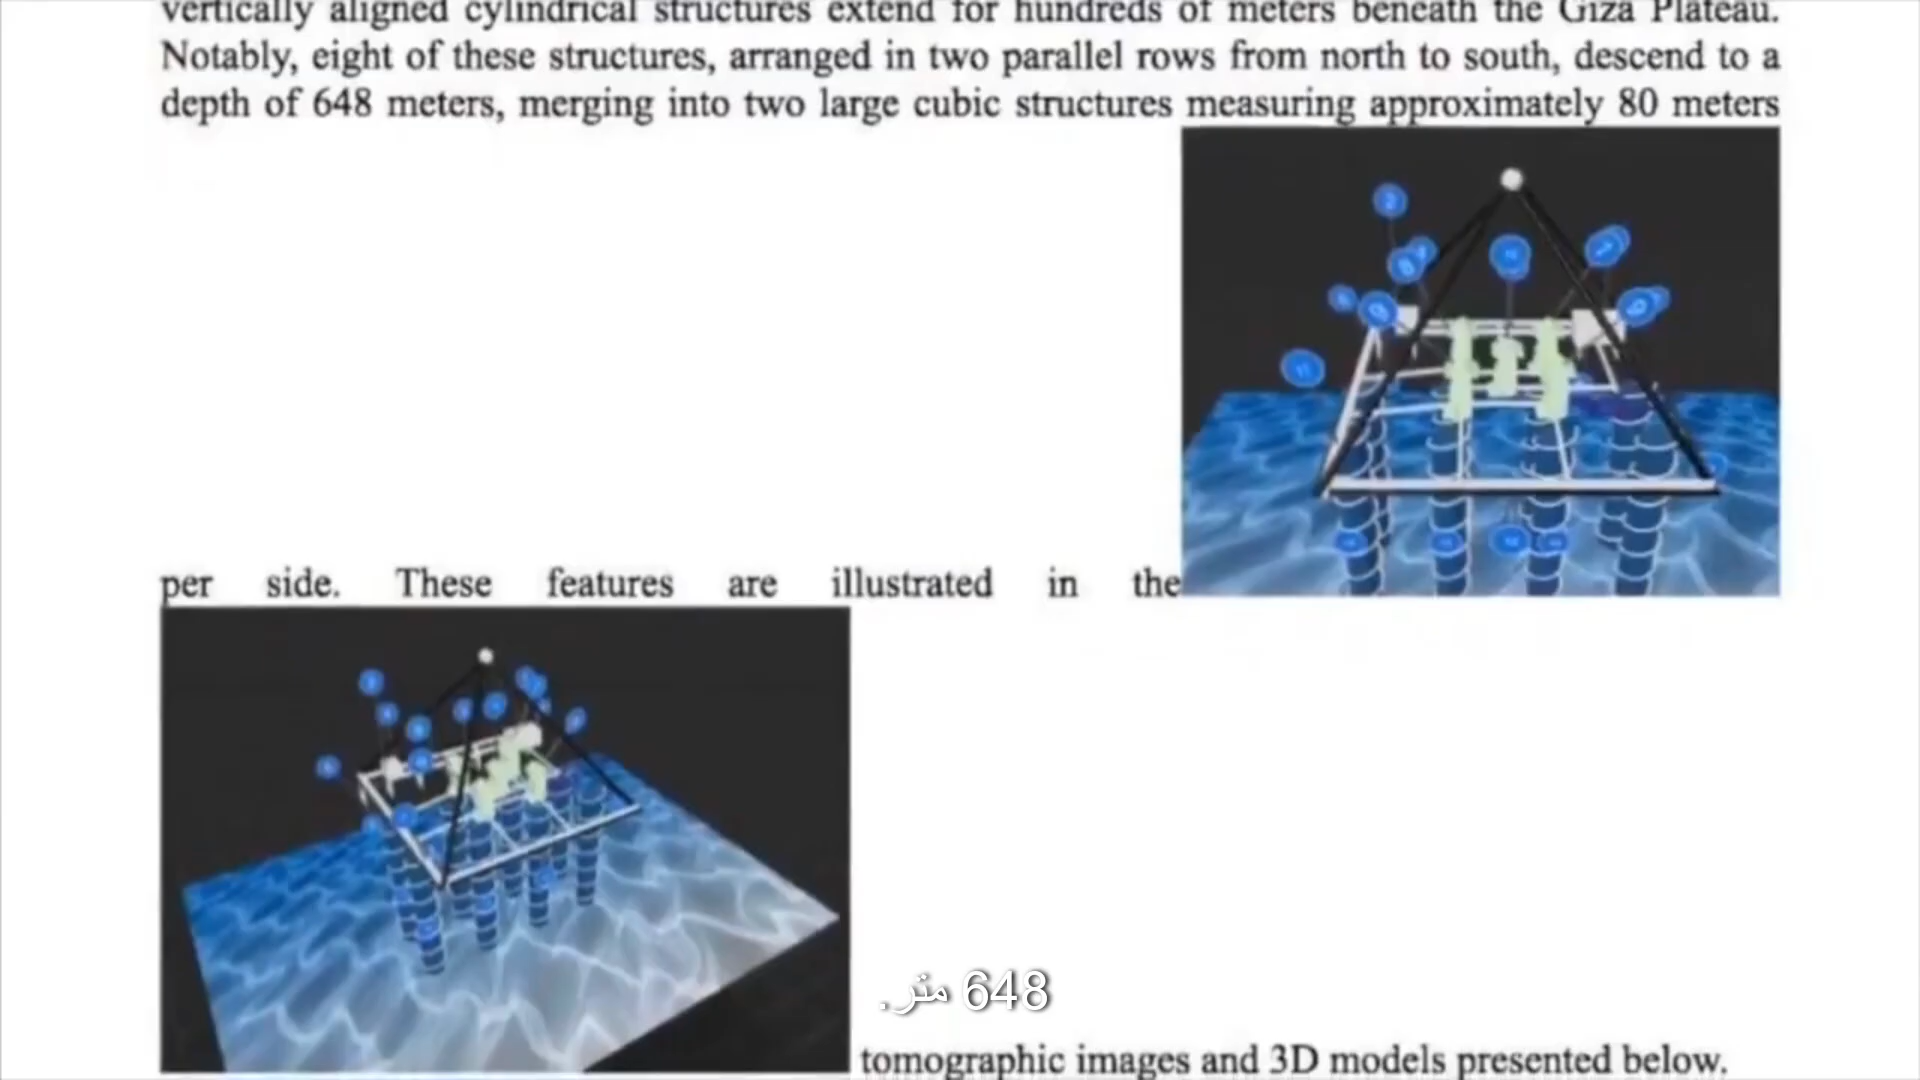 vertically aligned cylindrical structures extend for hundreds of meters beneath the Giza Plateau.
Notably, eight of these structures, arranged in two parallel rows from north to south, descend to a
depth of 648 meters, merging into two large cubic structures measuring approximately 80 meters
per side. These features are illustrated in the
648 متر.
tomographic images and 3D models presented below.